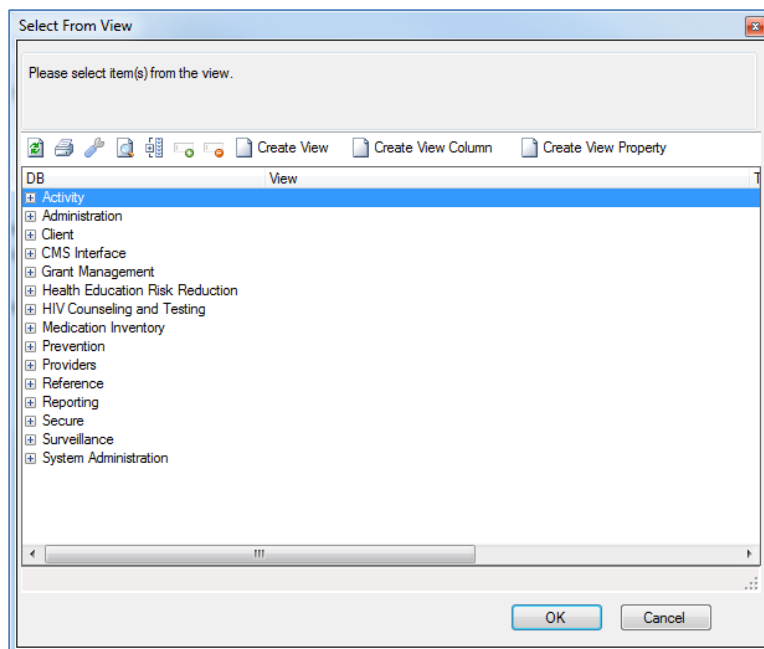 Select From View
Please select item(s) from the view.
Create View Create View Column Create View Property
DB View T
Activity
Administration
Client
CMS Interface
Grant Management
Health Education Risk Reduction
HIV Counseling and Testing
Medication Inventory
Prevention
Providers
Reference
Reporting
Secure
Surveillance
System Administration
OK Cancel